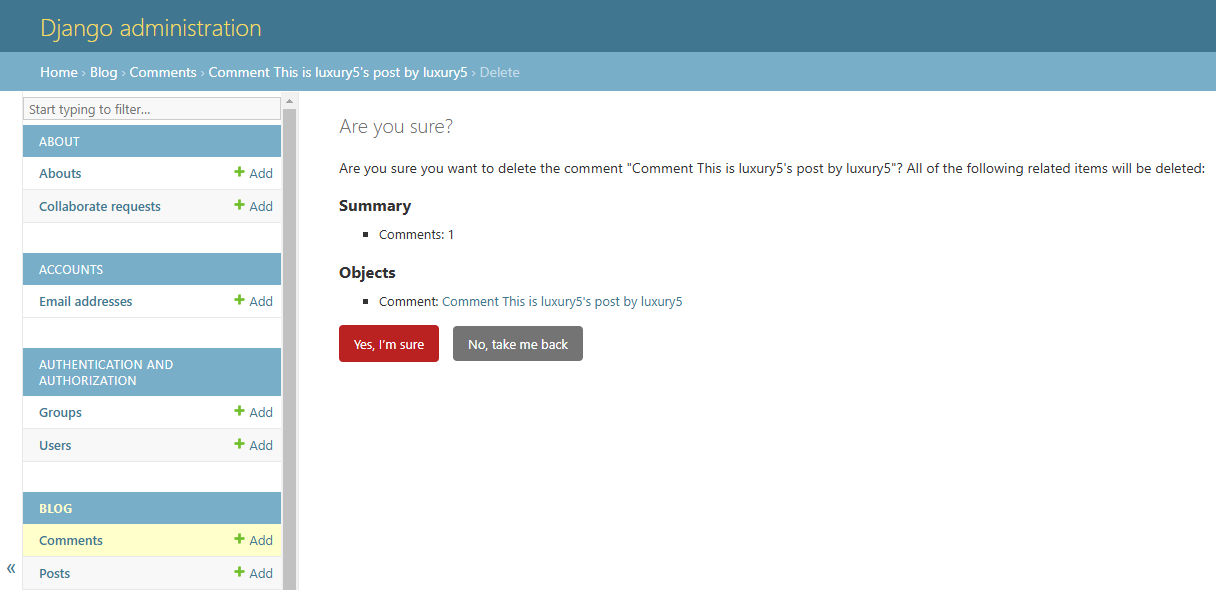 Django administration
Home › Blog › Comments › Comment This is luxury5's post by luxury5 › Delete
Start typing to filter...
ABOUT
Abouts + Add
Collaborate requests + Add
ACCOUNTS
Email addresses + Add
AUTHENTICATION AND
AUTHORIZATION
Groups + Add
Users + Add
BLOG
Comments + Add
Posts + Add
«
Are you sure?
Are you sure you want to delete the comment "Comment This is luxury5's post by luxury5"? All of the following related items will be deleted:
Summary
Comments: 1
Objects
Comment: Comment This is luxury5's post by luxury5
Yes, I’m sure No, take me back